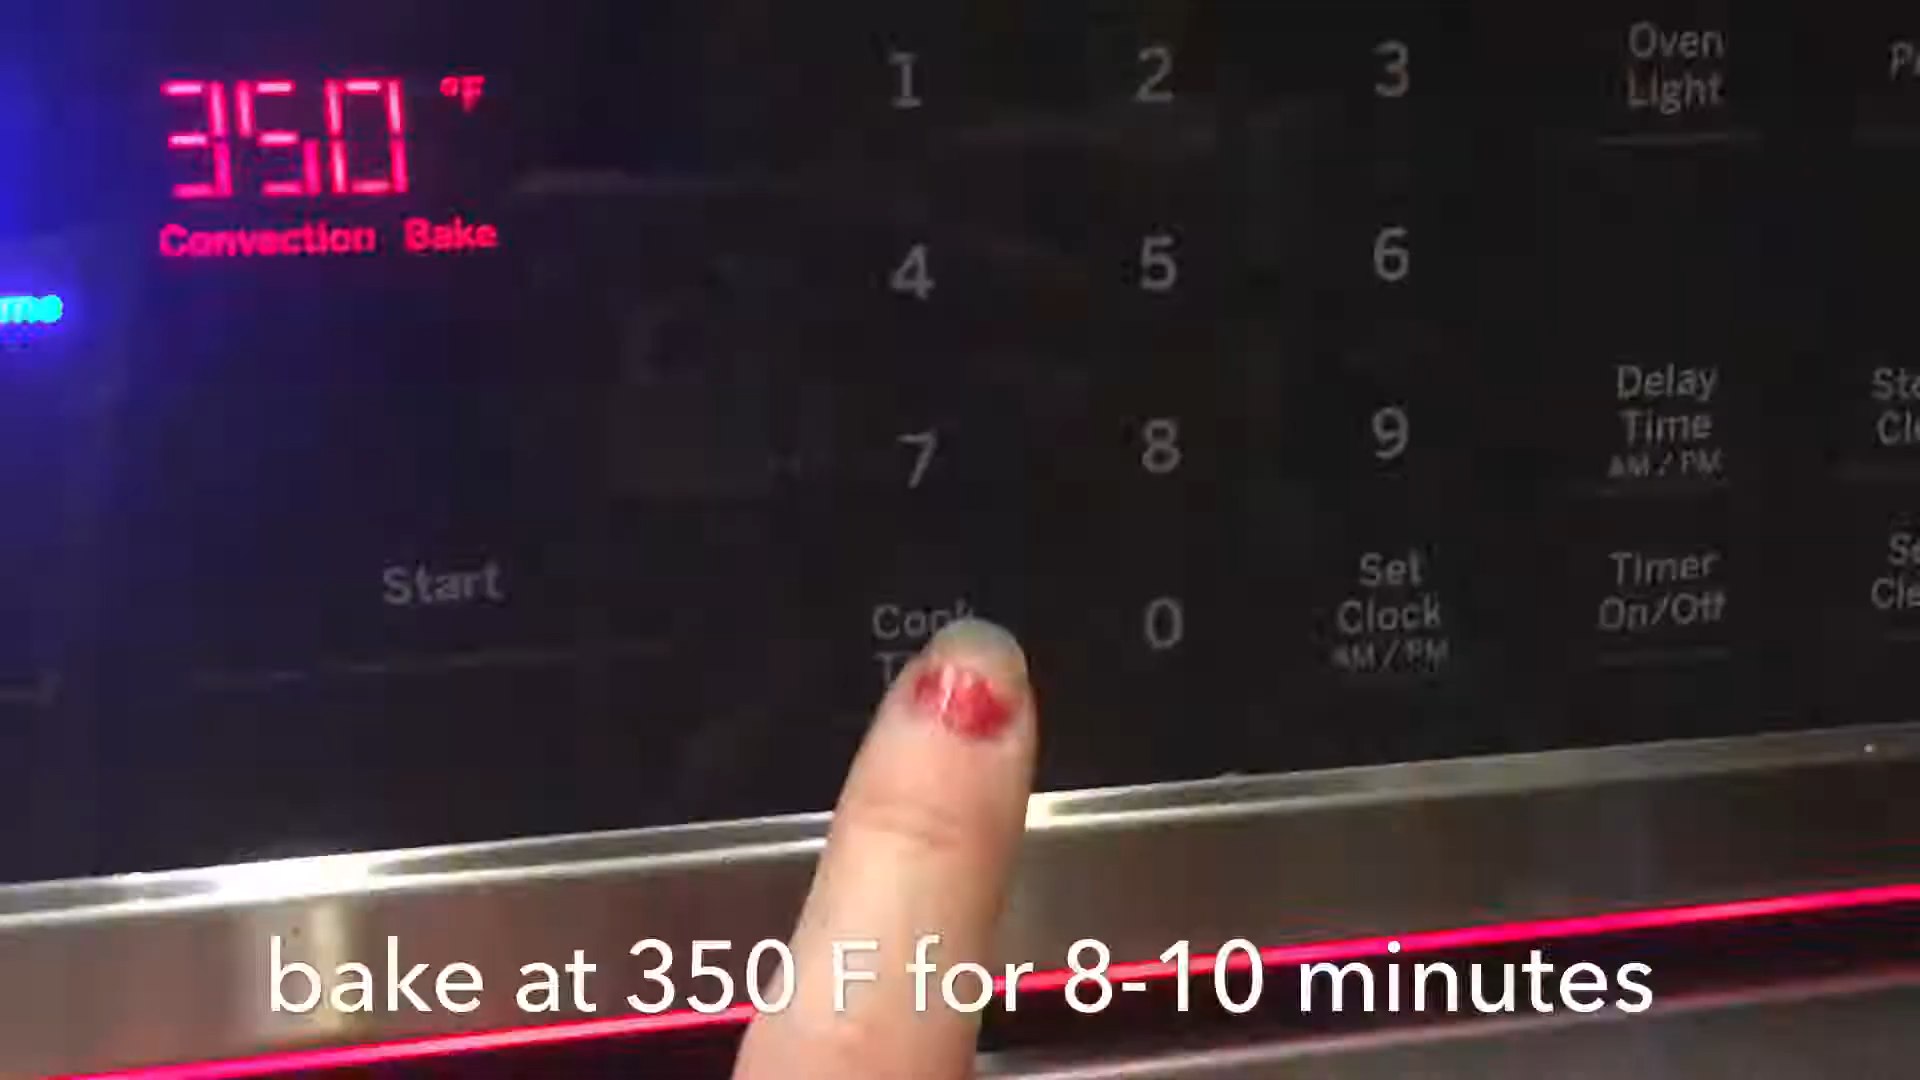 350 °F
Convection Bake
Start
1 2 3
4 5 6
7 8 9
0
Set
Clock
AM / PM
Oven
Light
Delay
Time
AM / PM
Timer
On/Off
bake at 350 F for 8-10 minutes